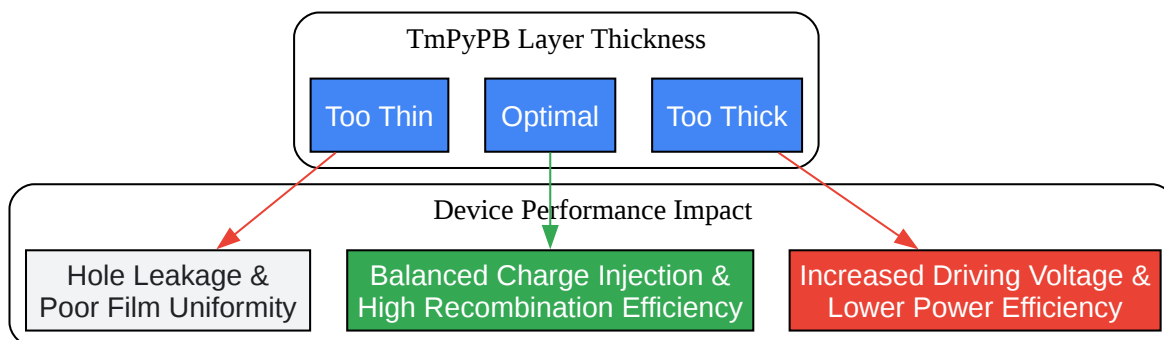 TmPyPB Layer Thickness
Too Thin
Optimal
Too Thick
Device Performance Impact
Hole Leakage &
Poor Film Uniformity
Balanced Charge Injection &
High Recombination Efficiency
Increased Driving Voltage &
Lower Power Efficiency